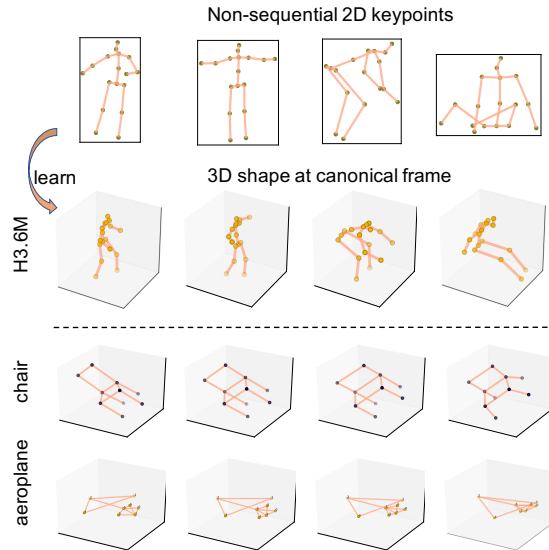 Non-sequential 2D keypoints
learn
3D shape at canonical frame
H3.6M
chair
aeroplane